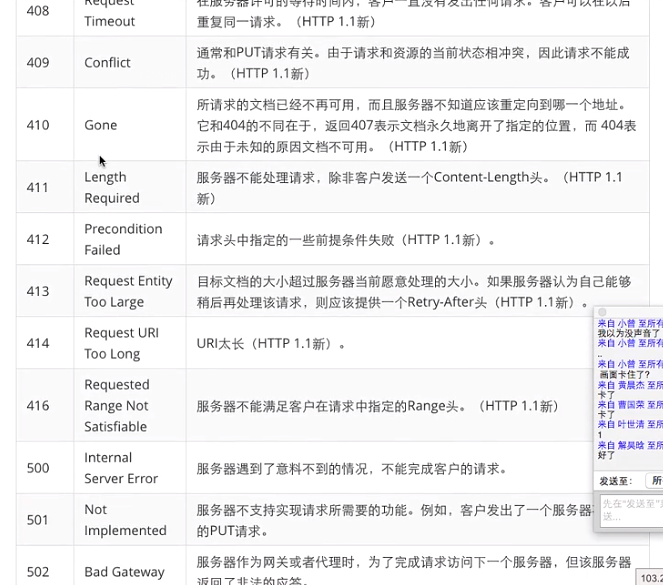 Request
408
Timeout
在服务器许可的等待时间内，客户一直没有发出任何请求。客户可以在以后
重复同一请求。（HTTP 1.1新）
409
Conflict
通常和PUT请求有关。由于请求和资源的当前状态相冲突，因此请求不能成
功。（HTTP 1.1新）
410
Gone
所请求的文档已经不再可用，而且服务器不知道应该重定向到哪一个地址。
它和404的不同在于，返回407表示文档永久地离开了指定的位置，而 404表
示由于未知的原因文档不可用。（HTTP 1.1新）
411
Length
Required
服务器不能处理请求，除非客户发送一个Content-Length头。（HTTP 1.1
新）
412
Precondition
Failed
请求头中指定的一些前提条件失败（HTTP 1.1新）。
413
Request Entity
Too Large
目标文档的大小超过服务器当前愿意处理的大小。如果服务器认为自己能够
稍后再处理该请求，则应该提供一个Retry-After头（HTTP 1.1新）。
414
Request URI
Too Long
URI太长（HTTP 1.1新）。
416
Requested
Range Not
Satisfiable
服务器不能满足客户在请求中指定的Range头。（HTTP 1.1新）
500
Internal
Server Error
服务器遇到了意料不到的情况，不能完成客户的请求。
501
Not
Implemented
服务器不支持实现请求所需要的功能。例如，客户发出了一个服务器
的PUT请求。
502
Bad Gateway
服务器作为网关或者代理时，为了完成请求访问下一个服务器，但该服务器
返回了非法的应答。
来自 小曾 至所有
我以为没声音了
来自 小曾 至所有
..
来自 小曾 至所有
画面卡住了?
来自 黄晨杰 至所
卡了
来自 曹国荣 至所
卡了
来自 叶世清 至所
1
来自 解昊晗 至所
好了
发送至：
所
先在“发送至”
送...